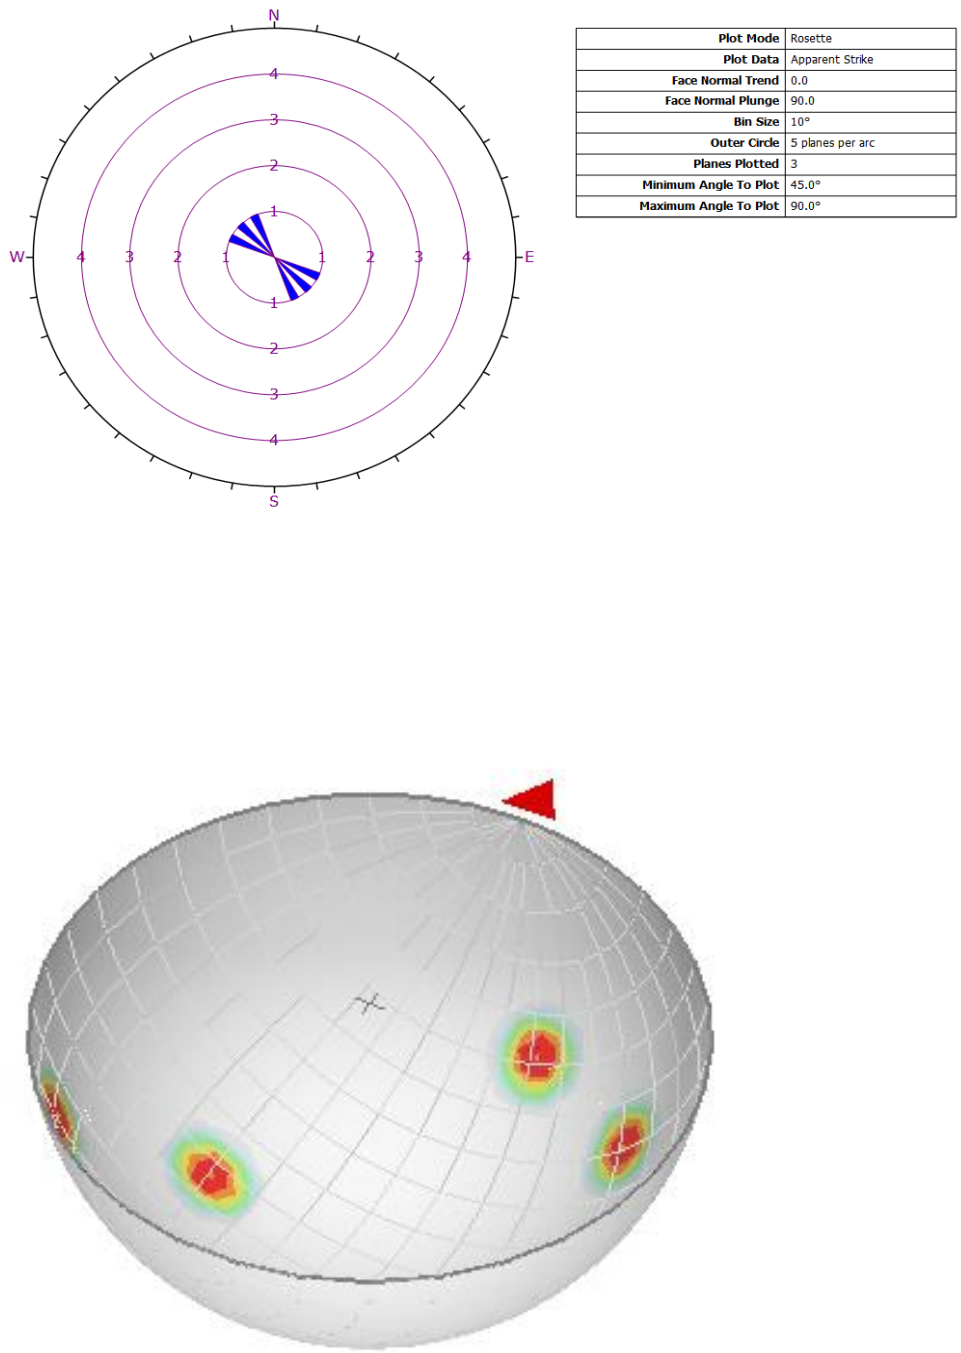 N
4
3
2
1
W 4 3 2 1 1 2 3 4 E
1
2
3
4
S
Plot Mode Rosette
Plot Data Apparent Strike
Face Normal Trend 0.0
Face Normal Plunge 90.0
Bin Size 10°
Outer Circle 5 planes per arc
Planes Plotted 3
Minimum Angle To Plot 45.0°
Maximum Angle To Plot 90.0°